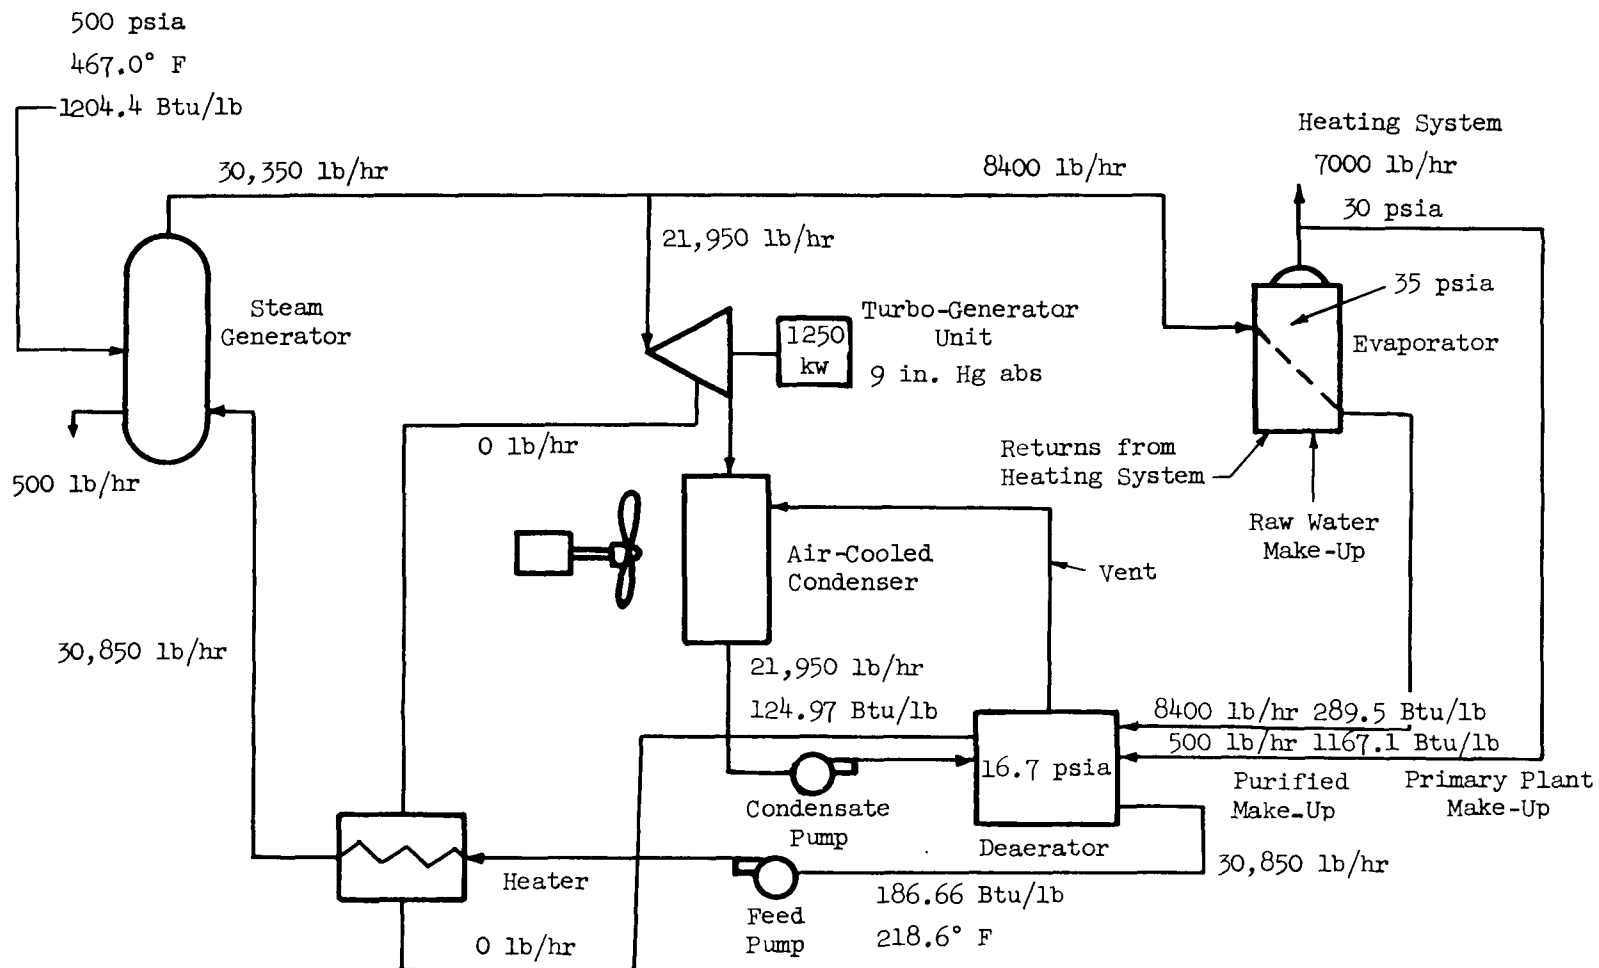 500 psia
467.0° F
1204.4 Btu/lb
Heating System
7000 lb/hr
30 psia
30,350 lb/hr
8400 lb/hr
21,950 lb/hr
35 psia
Steam
Generator
1250
kw
Turbo-Generator
Unit
9 in. Hg abs
Evaporator
0 lb/hr
Returns from
Heating System
500 lb/hr
Raw Water
Make-Up
Air-Cooled
Condenser
Vent
30,850 lb/hr
21,950 lb/hr
124.97 Btu/lb
8400 lb/hr 289.5 Btu/lb
500 lb/hr 1167.1 Btu/lb
16.7 psia
Purified
Make-Up
Primary Plant
Make-Up
Condensate
Pump
Deaerator
30,850 lb/hr
Heater
186.66 Btu/lb
218.6° F
Feed
Pump
0 lb/hr